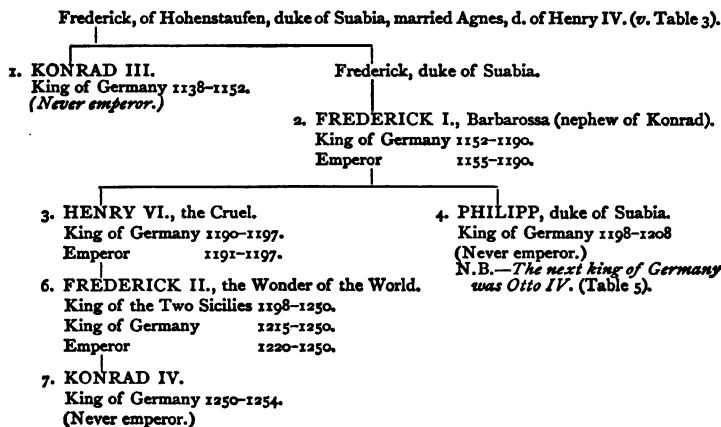 Frederick, of Hohenstaufen, duke of Suabia, married Agnes, d. of Henry IV. (v. Table 3).
1. KONRAD III.
King of Germany 1138–1152.
(Never emperor.)
Frederick, duke of Suabia.
2. FREDERICK I., Barbarossa (nephew of Konrad).
King of Germany 1152–1190.
Emperor 1155–1190.
3. HENRY VI., the Cruel.
King of Germany 1190–1197.
Emperor 1191–1197.
4. PHILIPP, duke of Suabia.
King of Germany 1198–1208
(Never emperor.)
N.B.—The next king of Germany
was Otto IV. (Table 5).
6. FREDERICK II., the Wonder of the World.
King of the Two Sicilies 1198–1250.
King of Germany 1215–1250.
Emperor 1220–1250.
7. KONRAD IV.
King of Germany 1250–1254.
(Never emperor.)